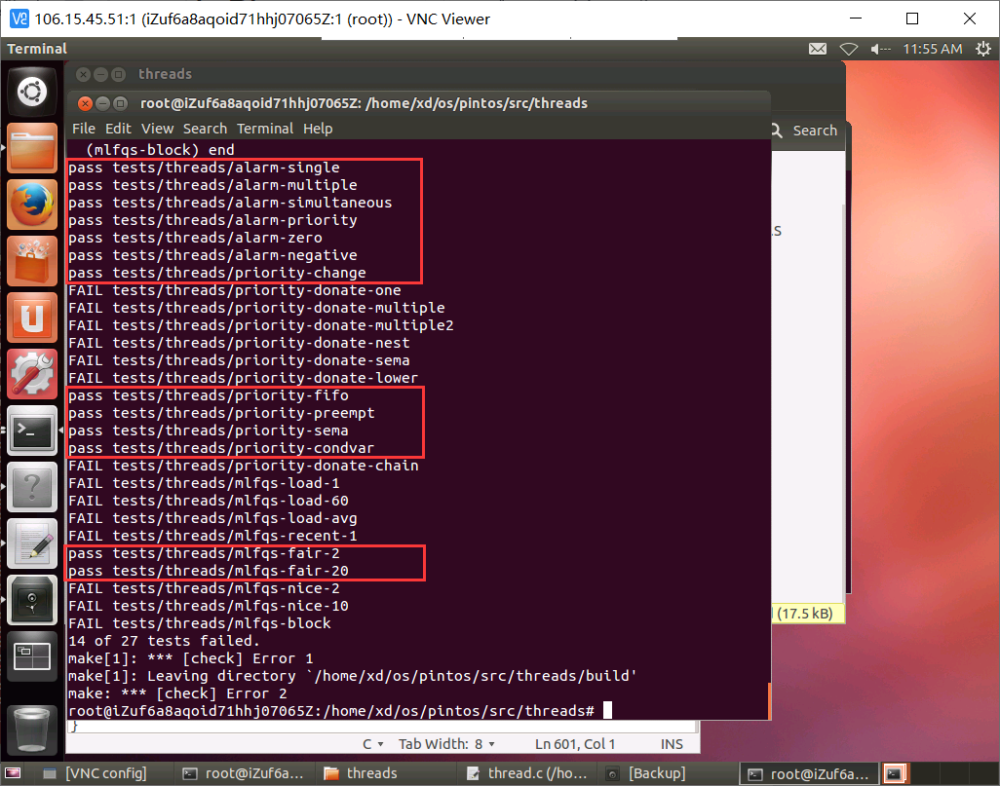 106.15.45.51:1 (iZuf6a8aqoid71hhj07065Z:1 (root)) - VNC Viewer
Terminal
11:55 AM
threads
root@iZuf6a8aqoid71hhj07065Z: /home/xd/os/pintos/src/threads
File Edit View Search Terminal Help
Search
(mlfqs-block) end
pass tests/threads/alarm-single
pass tests/threads/alarm-multiple
pass tests/threads/alarm-simultaneous
pass tests/threads/alarm-priority
pass tests/threads/alarm-zero
pass tests/threads/alarm-negative
pass tests/threads/priority-change
FAIL tests/threads/priority-donate-one
FAIL tests/threads/priority-donate-multiple
FAIL tests/threads/priority-donate-multiple2
FAIL tests/threads/priority-donate-nest
FAIL tests/threads/priority-donate-sema
FAIL tests/threads/priority-donate-lower
pass tests/threads/priority-fifo
pass tests/threads/priority-preempt
pass tests/threads/priority-sema
pass tests/threads/priority-condvar
FAIL tests/threads/priority-donate-chain
FAIL tests/threads/mlfqs-load-1
FAIL tests/threads/mlfqs-load-60
FAIL tests/threads/mlfqs-load-avg
FAIL tests/threads/mlfqs-recent-1
pass tests/threads/mlfqs-fair-2
pass tests/threads/mlfqs-fair-20
FAIL tests/threads/mlfqs-nice-2
FAIL tests/threads/mlfqs-nice-10
FAIL tests/threads/mlfqs-block
14 of 27 tests failed.
make[1]: *** [check] Error 1
make[1]: Leaving directory `/home/xd/os/pintos/src/threads/build'
make: *** [check] Error 2
root@iZuf6a8aqoid71hhj07065Z:/home/xd/os/pintos/src/threads#
.S
(17.5 kB)
}
C Tab Width: 8 Ln 601, Col 1 INS
[VNC config] root@iZuf6a... threads thread.c (/ho... [Backup] root@iZuf6a...